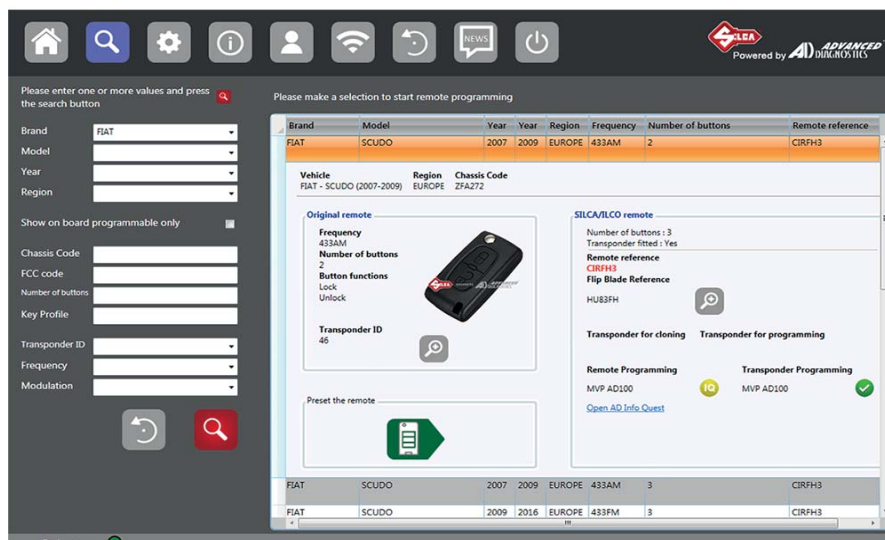 NEWS
SILCA
Powered by AD ADVANCED
DIAGNOSTICS
Please enter one or more values and press
the search button
Brand FIAT
Model
Year
Region
Show on board programmable only
Chassis Code
FCC code
Number of buttons
Key Profile
Transponder ID
Frequency
Modulation
Please make a selection to start remote programming
Brand Model Year Year Region Frequency Number of buttons Remote reference
FIAT SCUDO 2007 2009 EUROPE 433AM 2 CIRFH3
Vehicle Region Chassis Code
FIAT - SCUDO (2007-2009) EUROPE ZFA272
Original remote
Frequency
433AM
Number of buttons
2
Button functions
Lock
Unlock
Transponder ID
46
SILCA/ILCO remote
Number of buttons : 3
Transponder fitted : Yes
Remote reference
CIRFH3
Flip Blade Reference
HU83FH
Transponder for cloning Transponder for programming
Remote Programming Transponder Programming
MVP AD100 IQ MVP AD100
Open AD Info Quest
Preset the remote
FIAT SCUDO 2007 2009 EUROPE 433AM 3 CIRFH3
FIAT SCUDO 2009 2016 EUROPE 433FM 3 CIRFH3